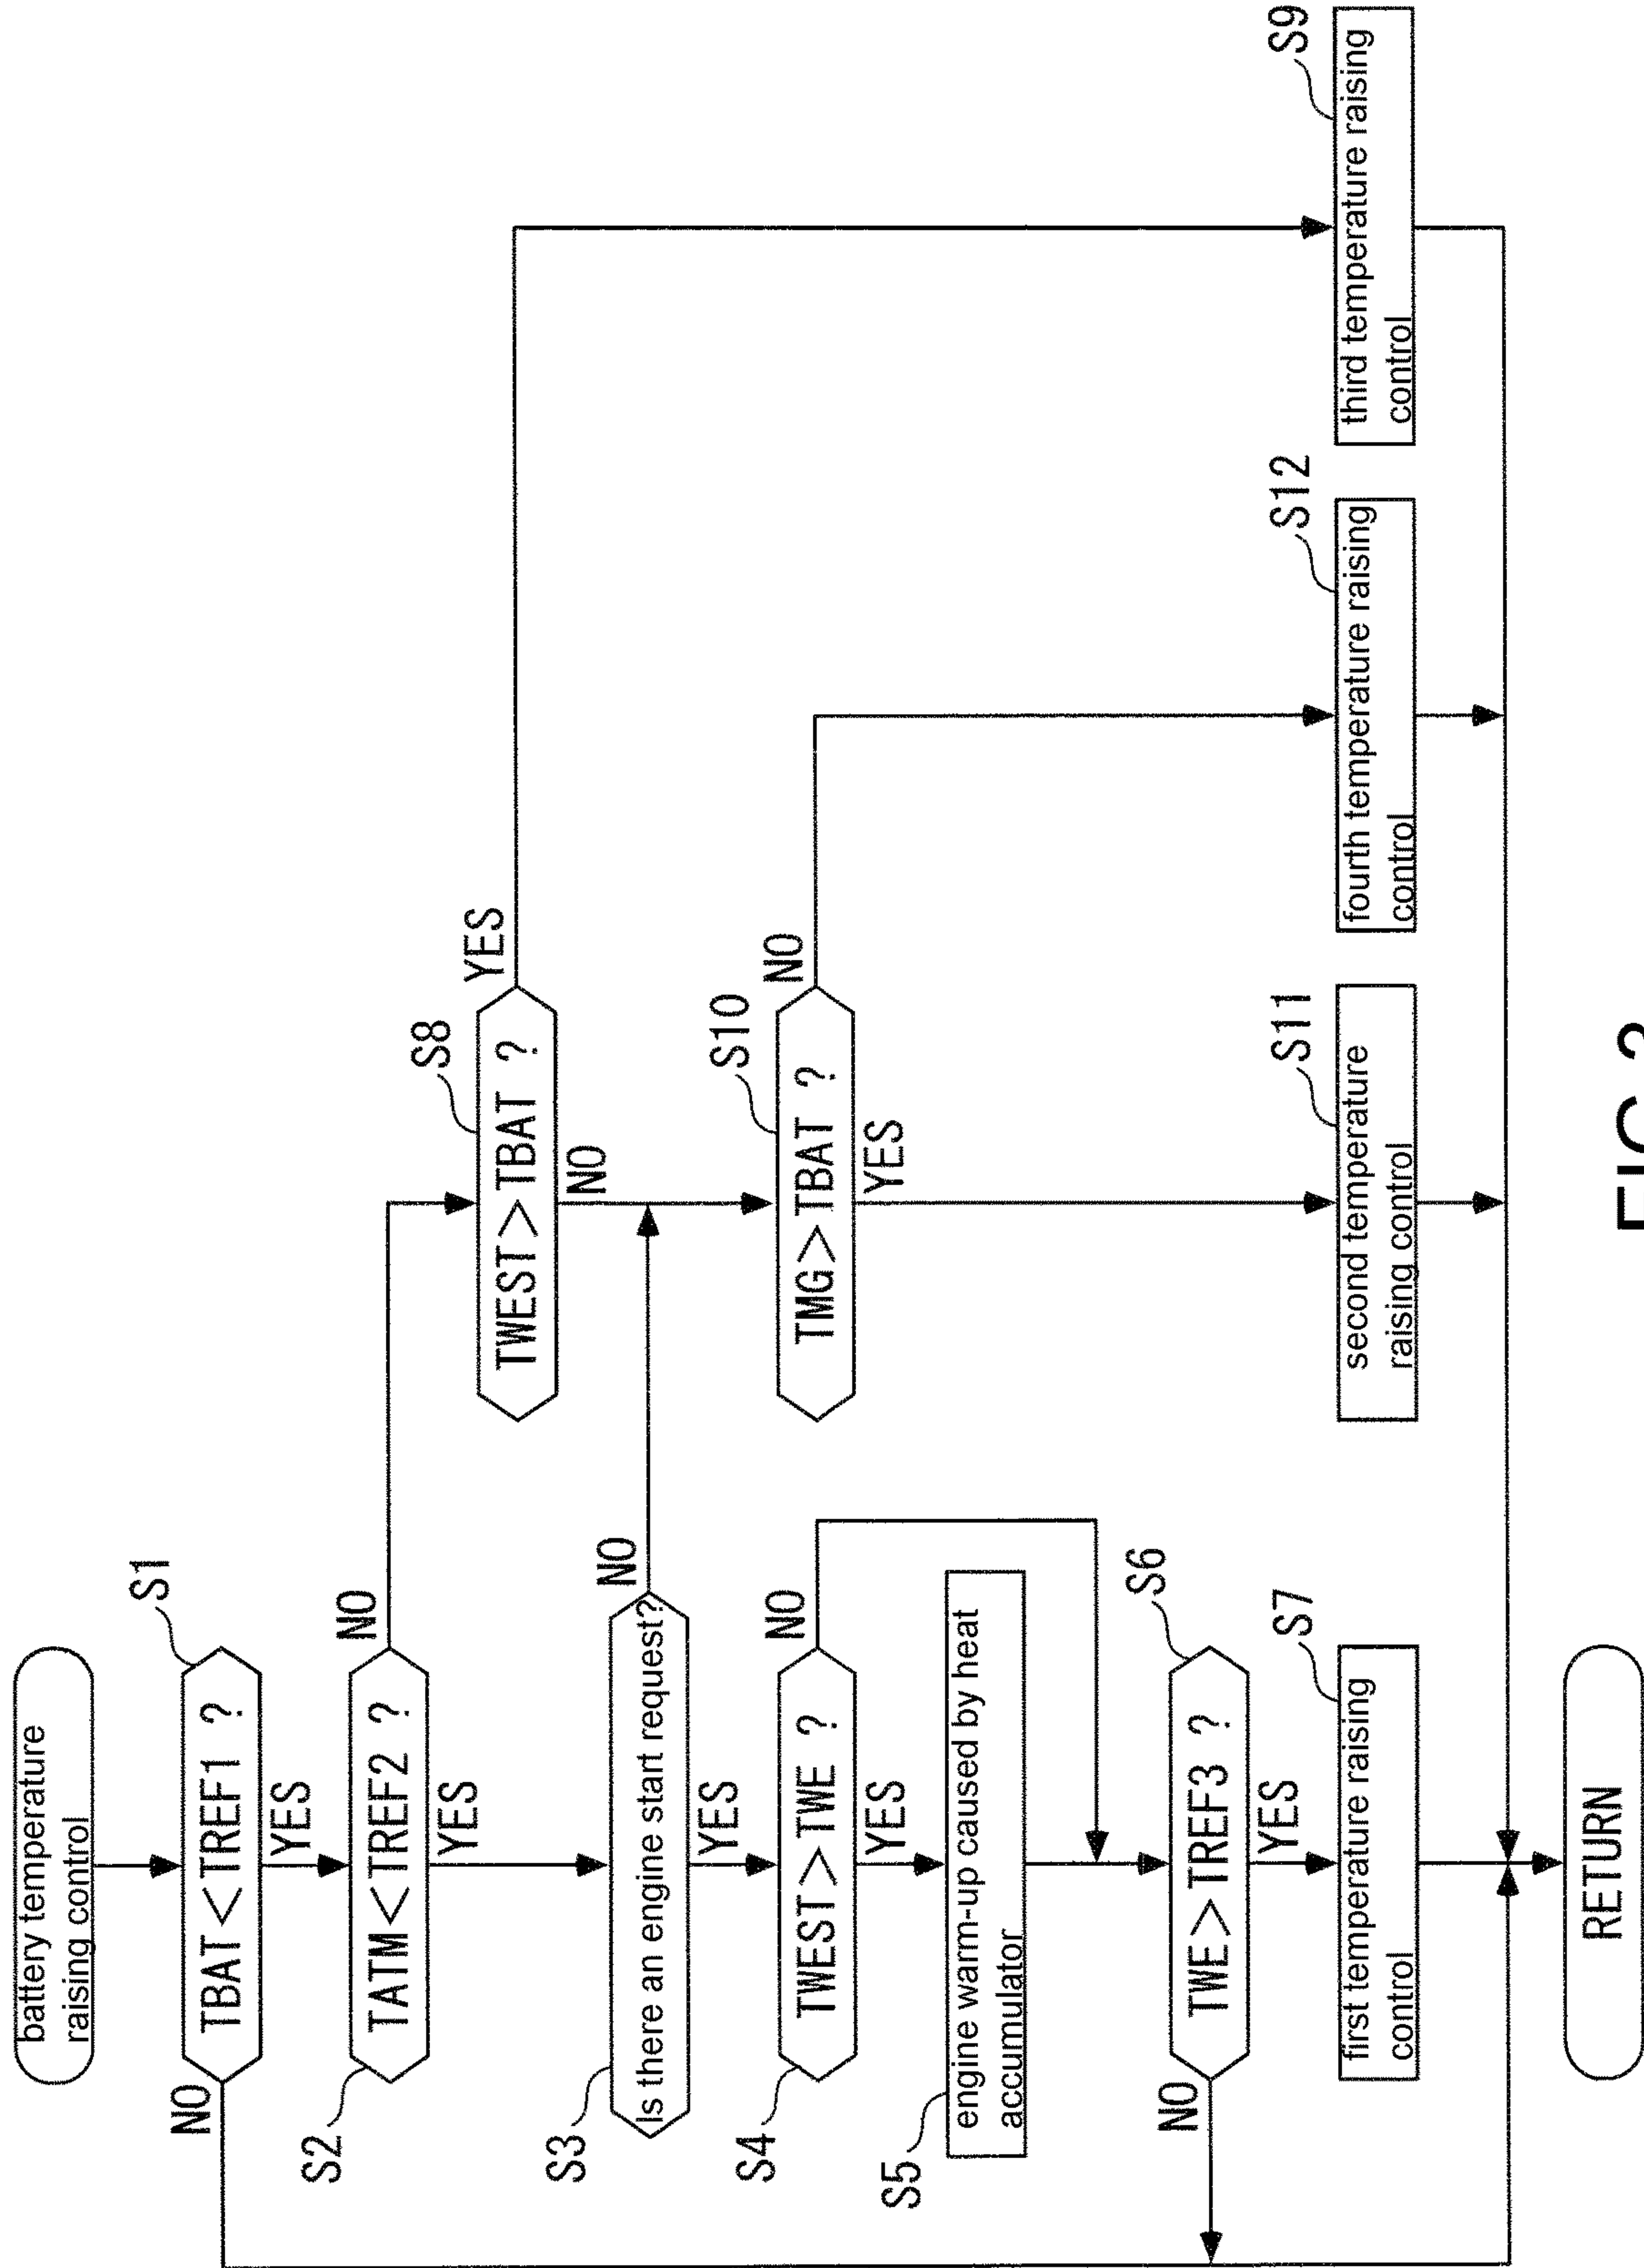 battery temperature
raising control
S1
TBAT<TREF1 ?
NO
YES
S2
TATM<TREF2 ?
NO
YES
S3
Is there an engine start request?
NO
YES
S4
TWEST>TWE ?
NO
YES
S5
engine warm-up caused by heat
accumulator
S6
TWE>TREF3 ?
NO
YES
S7
first temperature raising
control
S8
TWEST>TBAT ?
YES
NO
S10
TMG>TBAT ?
NO
YES
S11
second temperature
raising control
S12
fourth temperature raising
control
S9
third temperature raising
control
RETURN